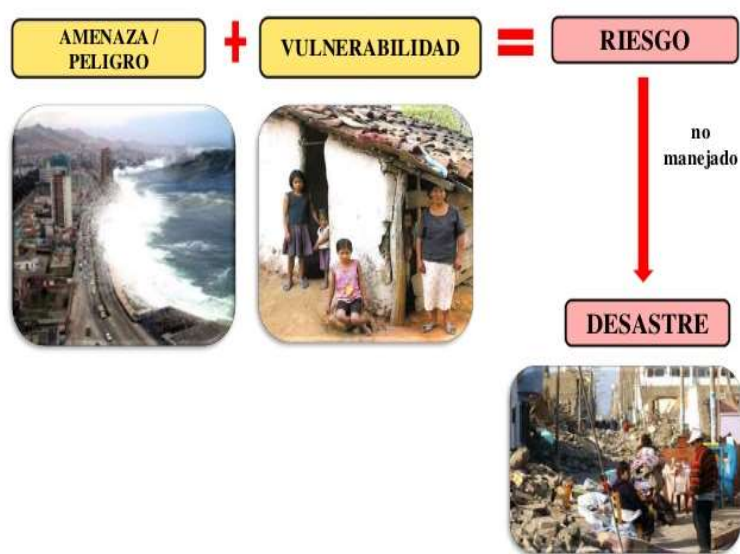 AMENAZA /
PELIGRO
+
VULNERABILIDAD
=
RIESGO
no
manejado
DESASTRE